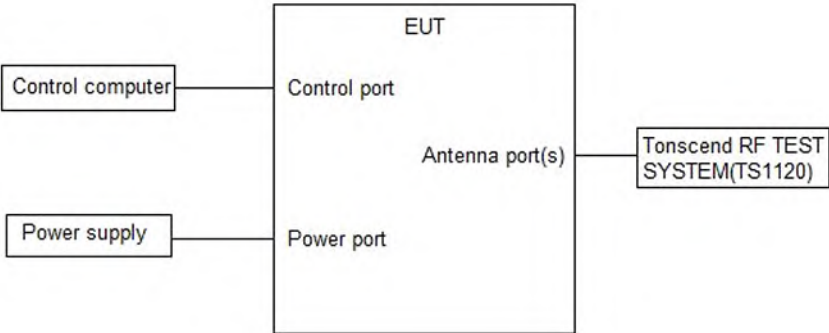 EUT
Control computer
Control port
Antenna port(s)
Tonscend RF TEST
SYSTEM(TS1120)
Power supply
Power port